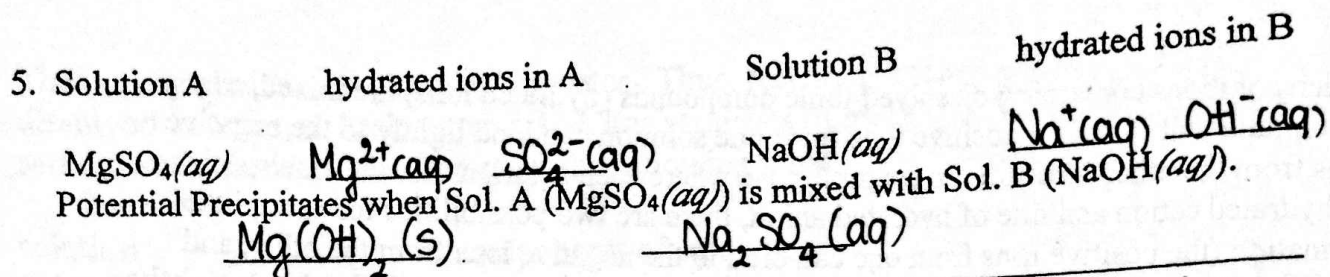 5. Solution A hydrated ions in A Solution B hydrated ions in B
MgSO₄(aq) Mg²⁺(aq) SO₄²⁻(aq) NaOH(aq) Na⁺(aq) OH⁻(aq)
Potential Precipitates when Sol. A (MgSO₄(aq)) is mixed with Sol. B (NaOH(aq)).
Mg(OH)₂(s) Na₂SO₄(aq)